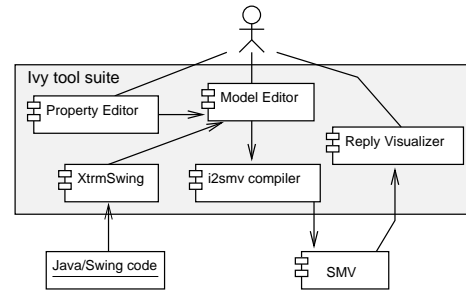 Ivy tool suite
Model Editor
Property Editor
Reply Visualizer
XtrmSwing
i2smv compiler
Java/Swing code
SMV